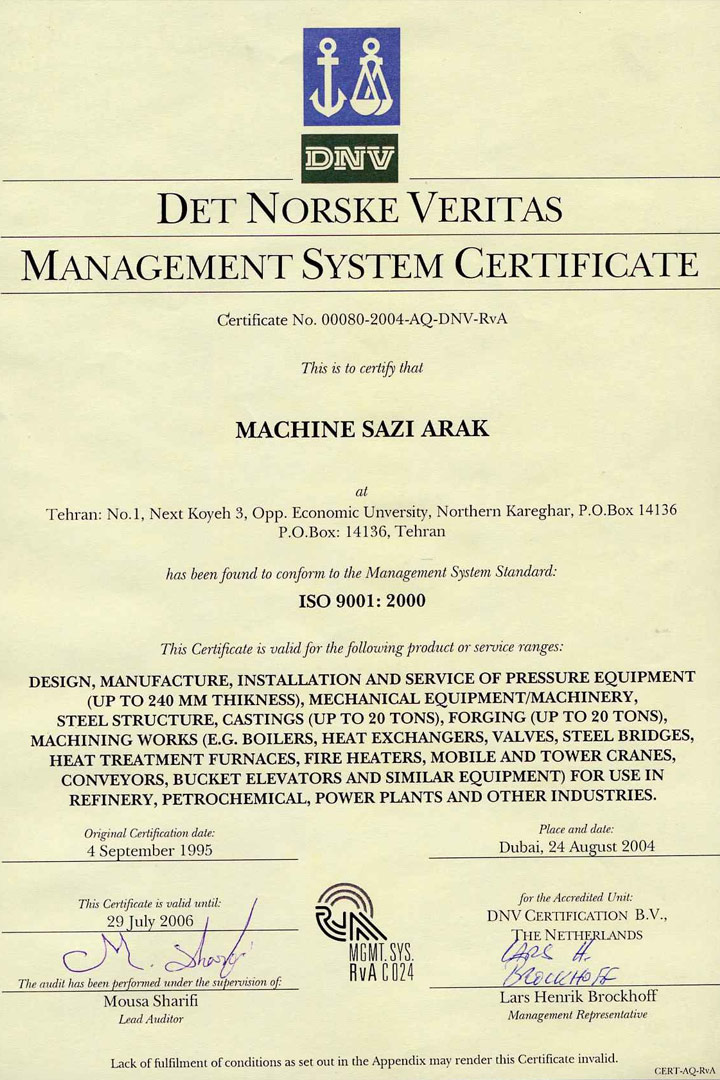 DNV
DET NORSKE VERITAS
MANAGEMENT SYSTEM CERTIFICATE
Certificate No. 00080-2004-AQ-DNV-RvA
This is to certify that
MACHINE SAZI ARAK
at
Tehran: No.1, Next Koyeh 3, Opp. Economic Unversity, Northern Kareghar, P.O.Box 14136
P.O.Box: 14136, Tehran
has been found to conform to the Management System Standard:
ISO 9001: 2000
This Certificate is valid for the following product or service ranges:
DESIGN, MANUFACTURE, INSTALLATION AND SERVICE OF PRESSURE EQUIPMENT
(UP TO 240 MM THIKNESS), MECHANICAL EQUIPMENT/MACHINERY,
STEEL STRUCTURE, CASTINGS (UP TO 20 TONS), FORGING (UP TO 20 TONS),
MACHINING WORKS (E.G. BOILERS, HEAT EXCHANGERS, VALVES, STEEL BRIDGES,
HEAT TREATMENT FURNACES, FIRE HEATERS, MOBILE AND TOWER CRANES,
CONVEYORS, BUCKET ELEVATORS AND SIMILAR EQUIPMENT) FOR USE IN
REFINERY, PETROCHEMICAL, POWER PLANTS AND OTHER INDUSTRIES.
Original Certification date:
4 September 1995
Place and date:
Dubai, 24 August 2004
This Certificate is valid until:
29 July 2006
M. Sharifi
The audit has been performed under the supervision of:
Mousa Sharifi
Lead Auditor
RvA
MGMT. SYS.
RvA C024
for the Accredited Unit:
DNV CERTIFICATION B.V.,
THE NETHERLANDS
LARS H.
BROCKHOFF
Lars Henrik Brockhoff
Management Representative
Lack of fulfilment of conditions as set out in the Appendix may render this Certificate invalid.
CERT-AQ-RvA